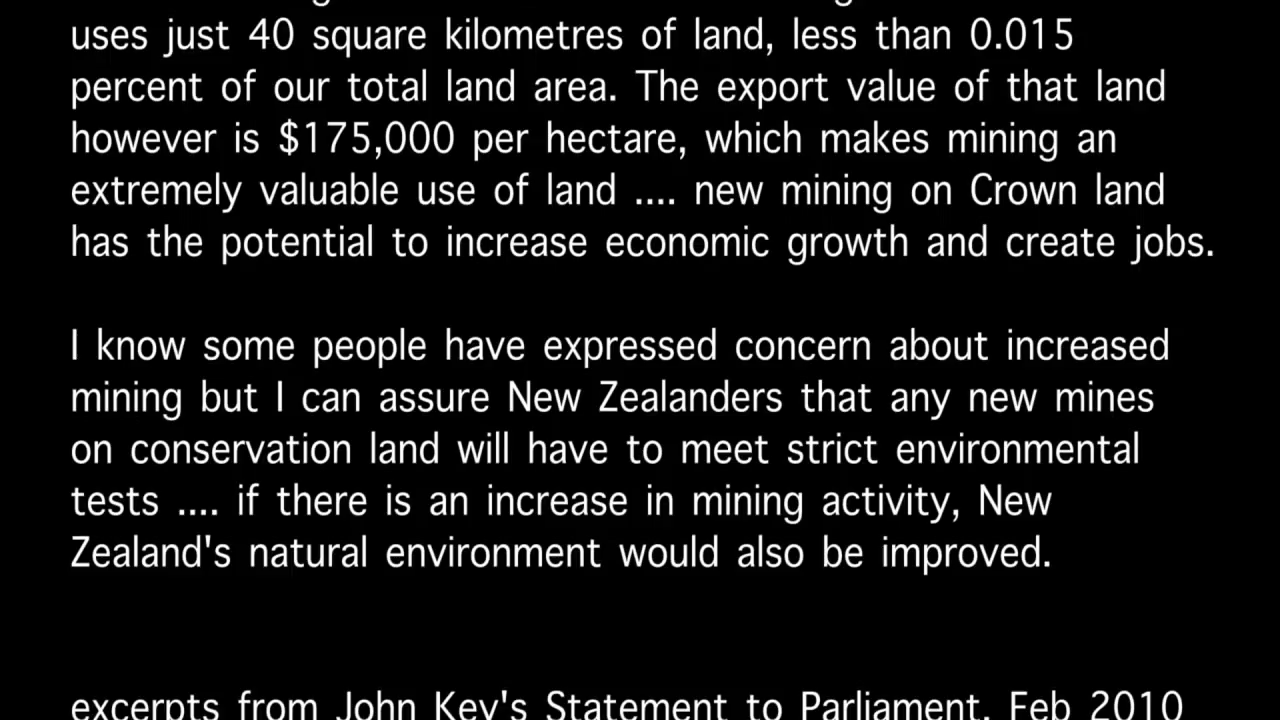 uses just 40 square kilometres of land, less than 0.015
percent of our total land area. The export value of that land
however is $175,000 per hectare, which makes mining an
extremely valuable use of land .... new mining on Crown land
has the potential to increase economic growth and create jobs.
I know some people have expressed concern about increased
mining but I can assure New Zealanders that any new mines
on conservation land will have to meet strict environmental
tests .... if there is an increase in mining activity, New
Zealand's natural environment would also be improved.
excerpts from John Key's Statement to Parliament, Feb 2010